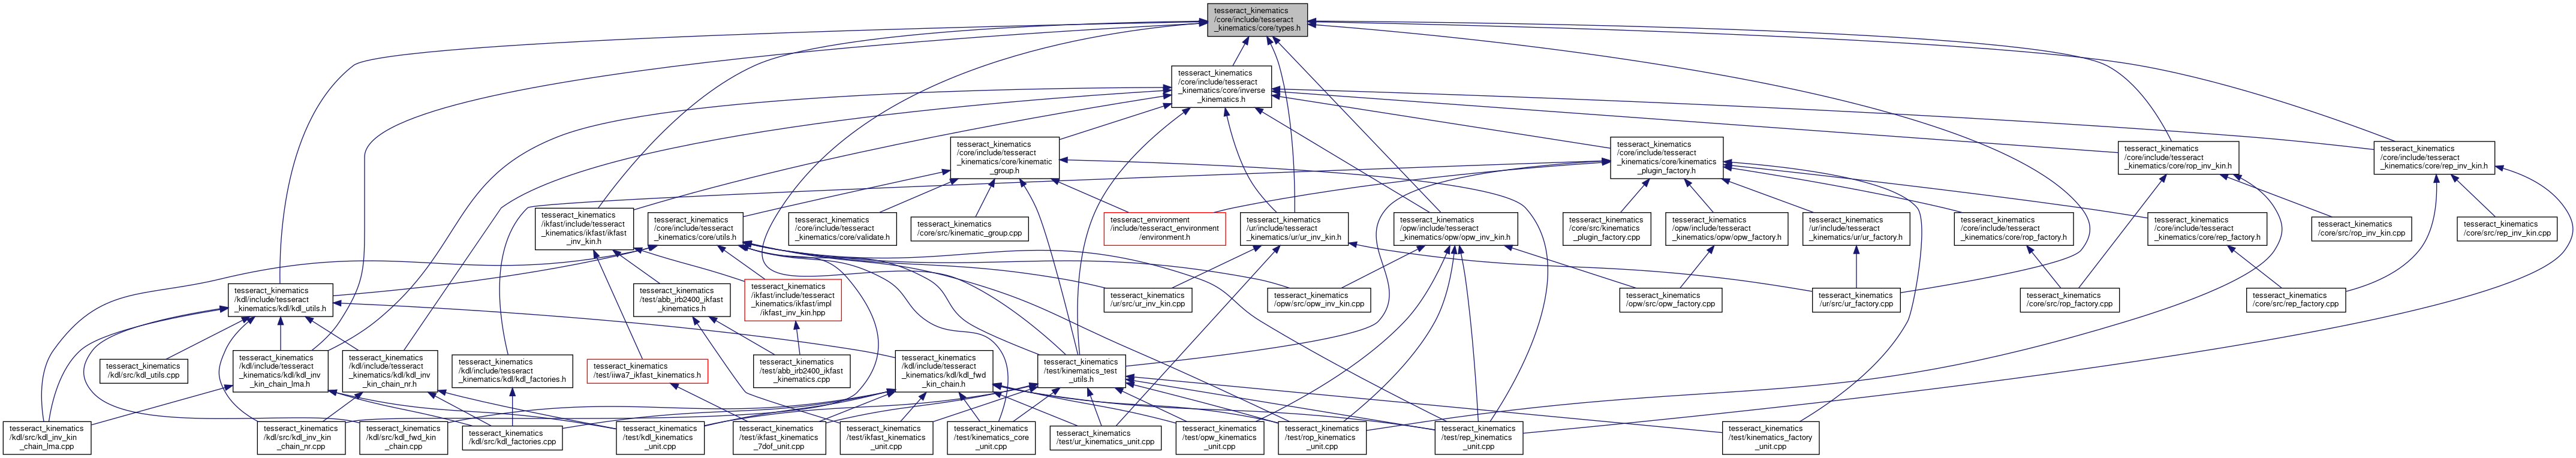 tesseract_kinematics
/core/include/tesseract
_kinematics/core/types.h
tesseract_kinematics
/core/include/tesseract
_kinematics/core/inverse
_kinematics.h
tesseract_kinematics
/core/include/tesseract
_kinematics/core/kinematic
_group.h
tesseract_kinematics
/core/include/tesseract
_kinematics/core/kinematics
_plugin_factory.h
tesseract_kinematics
/core/include/tesseract
_kinematics/core/rop_inv_kin.h
tesseract_kinematics
/core/include/tesseract
_kinematics/core/rep_inv_kin.h
tesseract_kinematics
/ikfast/include/tesseract
_kinematics/ikfast/ikfast
_inv_kin.h
tesseract_kinematics
/core/include/tesseract
_kinematics/core/utils.h
tesseract_kinematics
/core/include/tesseract
_kinematics/core/validate.h
tesseract_kinematics
/core/src/kinematic_group.cpp
tesseract_environment
/include/tesseract_environment
/environment.h
tesseract_kinematics
/ur/include/tesseract
_kinematics/ur/ur_inv_kin.h
tesseract_kinematics
/opw/include/tesseract
_kinematics/opw/opw_inv_kin.h
tesseract_kinematics
/core/src/kinematics
_plugin_factory.cpp
tesseract_kinematics
/opw/include/tesseract
_kinematics/opw/opw_factory.h
tesseract_kinematics
/ur/include/tesseract
_kinematics/ur/ur_factory.h
tesseract_kinematics
/core/include/tesseract
_kinematics/core/rop_factory.h
tesseract_kinematics
/core/include/tesseract
_kinematics/core/rep_factory.h
tesseract_kinematics
/core/src/rop_inv_kin.cpp
tesseract_kinematics
/core/src/rep_inv_kin.cpp
tesseract_kinematics
/kdl/include/tesseract
_kinematics/kdl/kdl_utils.h
tesseract_kinematics
/test/abb_irb2400_ikfast
_kinematics.h
tesseract_kinematics
/ikfast/include/tesseract
_kinematics/ikfast/impl
/ikfast_inv_kin.hpp
tesseract_kinematics
/ur/src/ur_inv_kin.cpp
tesseract_kinematics
/opw/src/opw_inv_kin.cpp
tesseract_kinematics
/opw/src/opw_factory.cpp
tesseract_kinematics
/ur/src/ur_factory.cpp
tesseract_kinematics
/core/src/rop_factory.cpp
tesseract_kinematics
/core/src/rep_factory.cpp
tesseract_kinematics
/kdl/src/kdl_utils.cpp
tesseract_kinematics
/kdl/include/tesseract
_kinematics/kdl/kdl_inv
_kin_chain_lma.h
tesseract_kinematics
/kdl/include/tesseract
_kinematics/kdl/kdl_inv
_kin_chain_nr.h
tesseract_kinematics
/kdl/include/tesseract
_kinematics/kdl/kdl_factories.h
tesseract_kinematics
/test/iiwa7_ikfast_kinematics.h
tesseract_kinematics
/test/abb_irb2400_ikfast
_kinematics.cpp
tesseract_kinematics
/kdl/include/tesseract
_kinematics/kdl/kdl_fwd
_kin_chain.h
tesseract_kinematics
/test/kinematics_test
_utils.h
tesseract_kinematics
/kdl/src/kdl_inv_kin
_chain_lma.cpp
tesseract_kinematics
/kdl/src/kdl_inv_kin
_chain_nr.cpp
tesseract_kinematics
/kdl/src/kdl_fwd_kin
_chain.cpp
tesseract_kinematics
/kdl/src/kdl_factories.cpp
tesseract_kinematics
/test/kdl_kinematics
_unit.cpp
tesseract_kinematics
/test/ikfast_kinematics
_7dof_unit.cpp
tesseract_kinematics
/test/ikfast_kinematics
_unit.cpp
tesseract_kinematics
/test/kinematics_core
_unit.cpp
tesseract_kinematics
/test/ur_kinematics_unit.cpp
tesseract_kinematics
/test/opw_kinematics
_unit.cpp
tesseract_kinematics
/test/rop_kinematics
_unit.cpp
tesseract_kinematics
/test/rep_kinematics
_unit.cpp
tesseract_kinematics
/test/kinematics_factory
_unit.cpp